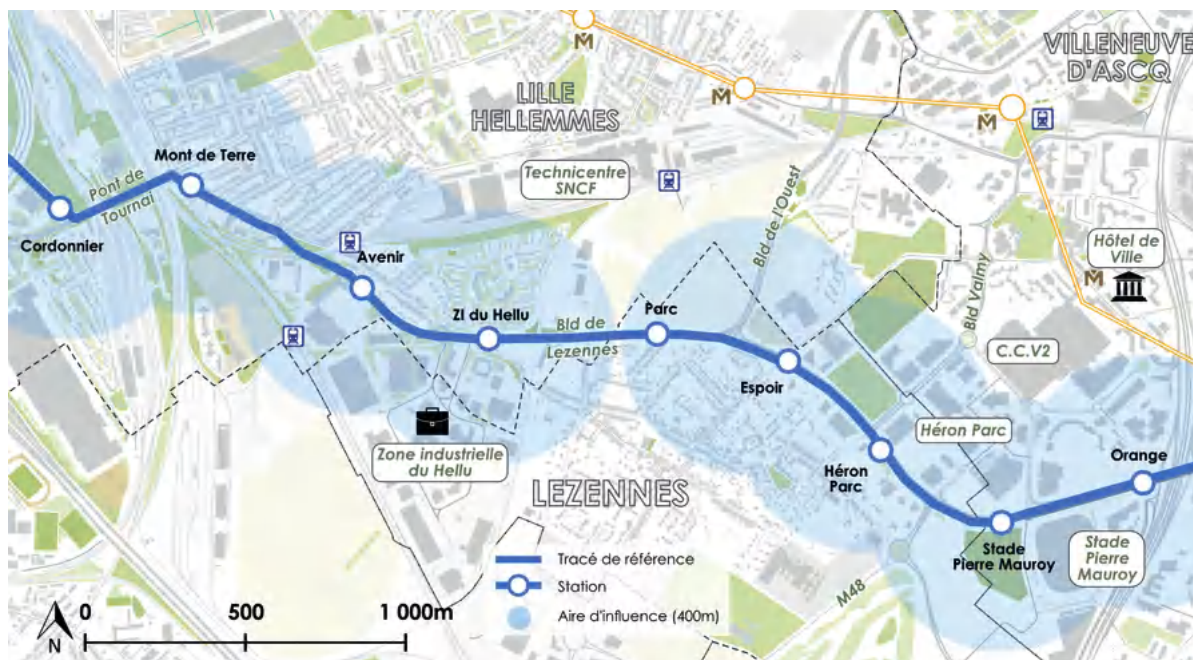 VILLENEUVE
D'ASCQ
M
LILLE
HELLEMMES
M
M
Mont de Terre
Pont de
Tournai
Technicentre
SNCF
Cordonnier
Avenir
Bld de l'Ouest
Hôtel de
Ville
M
Bld Valmy
ZI du Hellu
Bld de
Lezennes
Parc
C.C.V2
Espoir
Héron Parc
Zone industrielle
du Hellu
Héron
Parc
Orange
LEZENNES
Stade
Pierre Mauroy
Stade
Pierre
Mauroy
Tracé de référence
Station
Aire d'influence (400m)
M48
0 500 1 000m
N